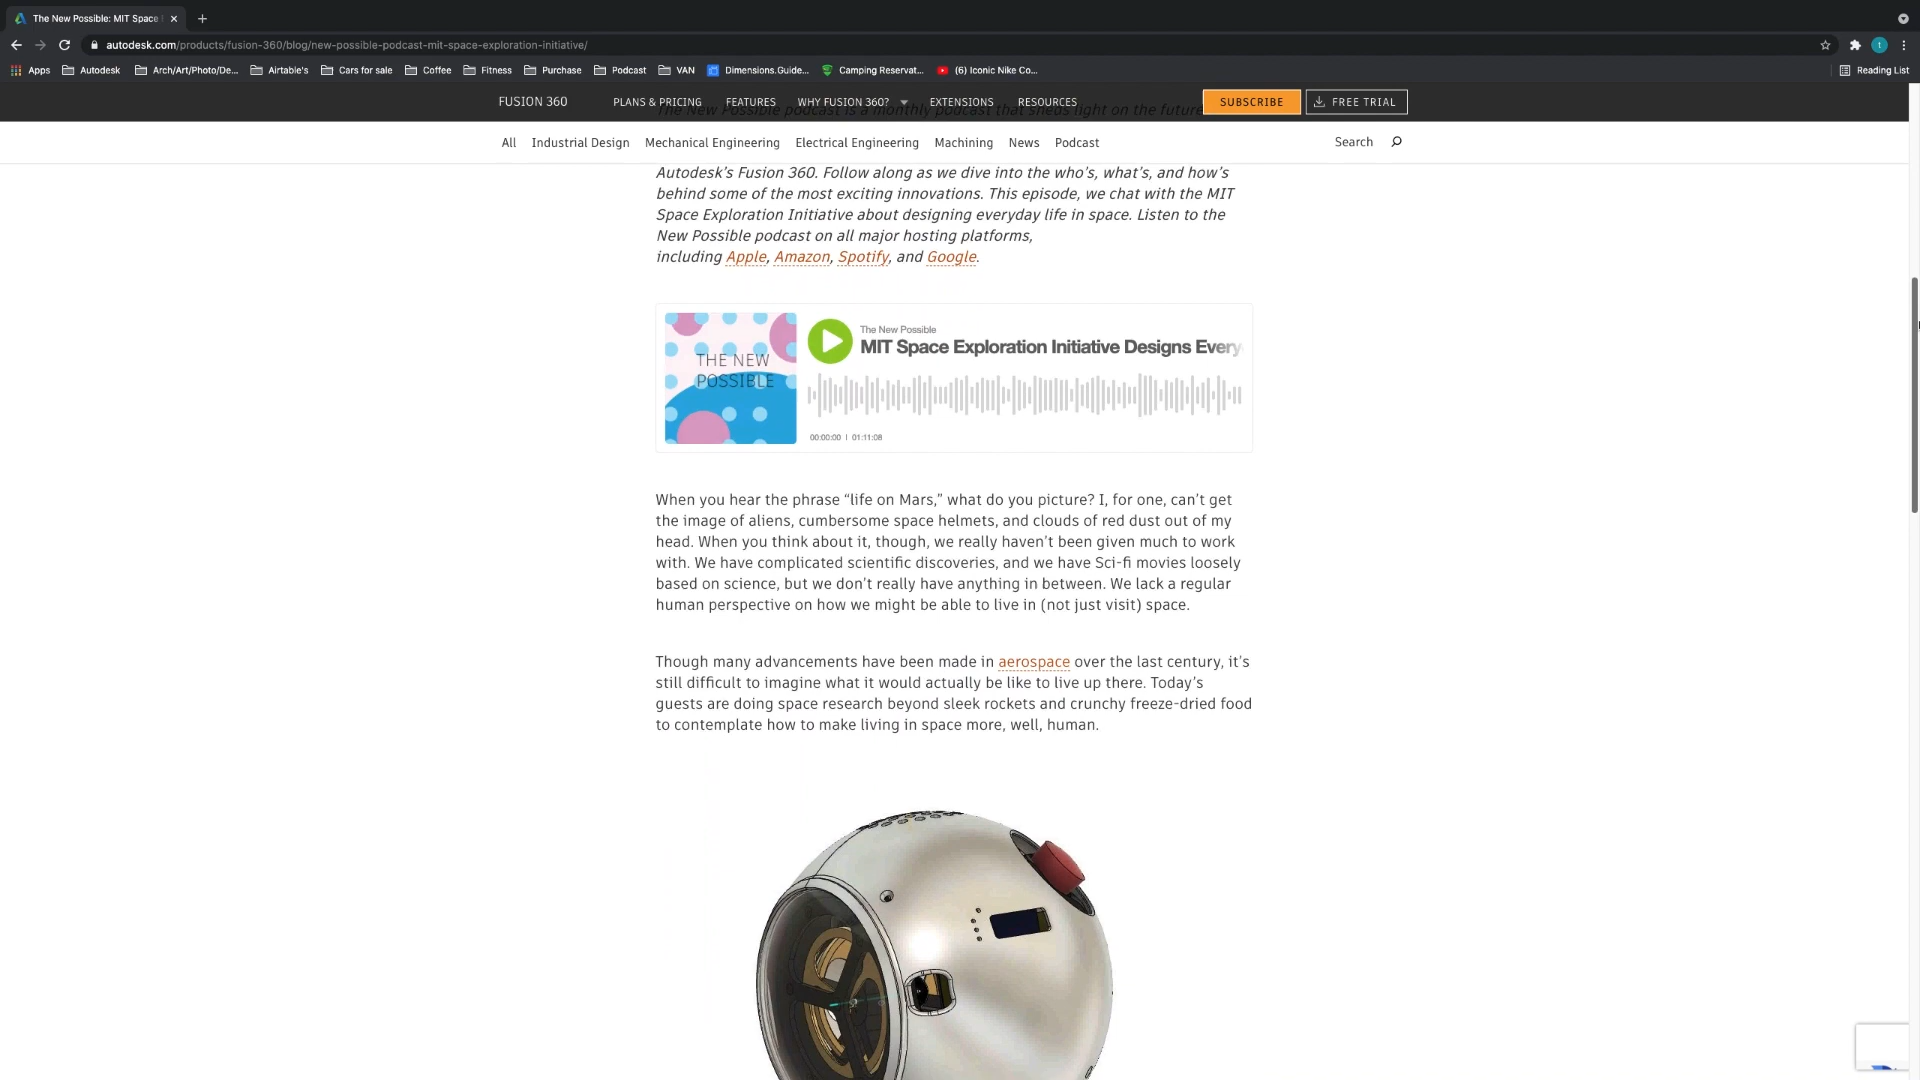 The New Possible: MIT Space
autodesk.com/products/fusion-360/blog/new-possible-podcast-mit-space-exploration-initiative/
Apps Autodesk Arch/Art/Photo/De... Airtable's Cars for sale Coffee Fitness Purchase Podcast VAN Dimensions.Guide... Camping Reservat... (6) Iconic Nike Co... Reading List
FUSION 360 PLANS & PRICING FEATURES WHY FUSION 360? EXTENSIONS RESOURCES SUBSCRIBE FREE TRIAL
The New Possible podcast is a monthly podcast that sheds light on the future
All Industrial Design Mechanical Engineering Electrical Engineering Machining News Podcast Search
Autodesk's Fusion 360. Follow along as we dive into the who's, what's, and how's
behind some of the most exciting innovations. This episode, we chat with the MIT
Space Exploration Initiative about designing everyday life in space. Listen to the
New Possible podcast on all major hosting platforms,
including Apple, Amazon, Spotify, and Google.
THE NEW
POSSIBLE
The New Possible
MIT Space Exploration Initiative Designs Every
00:00:00 | 01:11:08
When you hear the phrase “life on Mars,” what do you picture? I, for one, can't get
the image of aliens, cumbersome space helmets, and clouds of red dust out of my
head. When you think about it, though, we really haven't been given much to work
with. We have complicated scientific discoveries, and we have Sci-fi movies loosely
based on science, but we don't really have anything in between. We lack a regular
human perspective on how we might be able to live in (not just visit) space.
Though many advancements have been made in aerospace over the last century, it's
still difficult to imagine what it would actually be like to live up there. Today's
guests are doing space research beyond sleek rockets and crunchy freeze-dried food
to contemplate how to make living in space more, well, human.